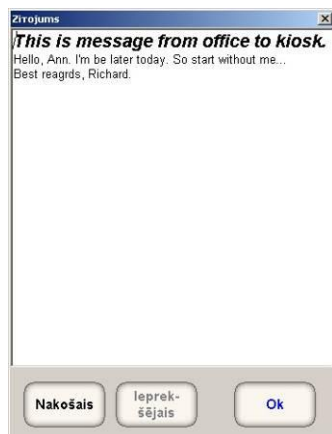 Ziņojums
This is message from office to kiosk.
Hello, Ann. I'm be later today. So start without me...
Best reagrds, Richard.
Nakošais
Ieprek-
šējais
Ok